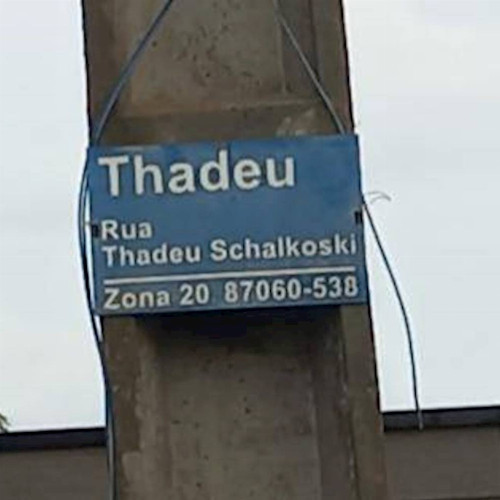 Thadeu
Rua
Thadeu Schalkoski
Zona 20 87060-538